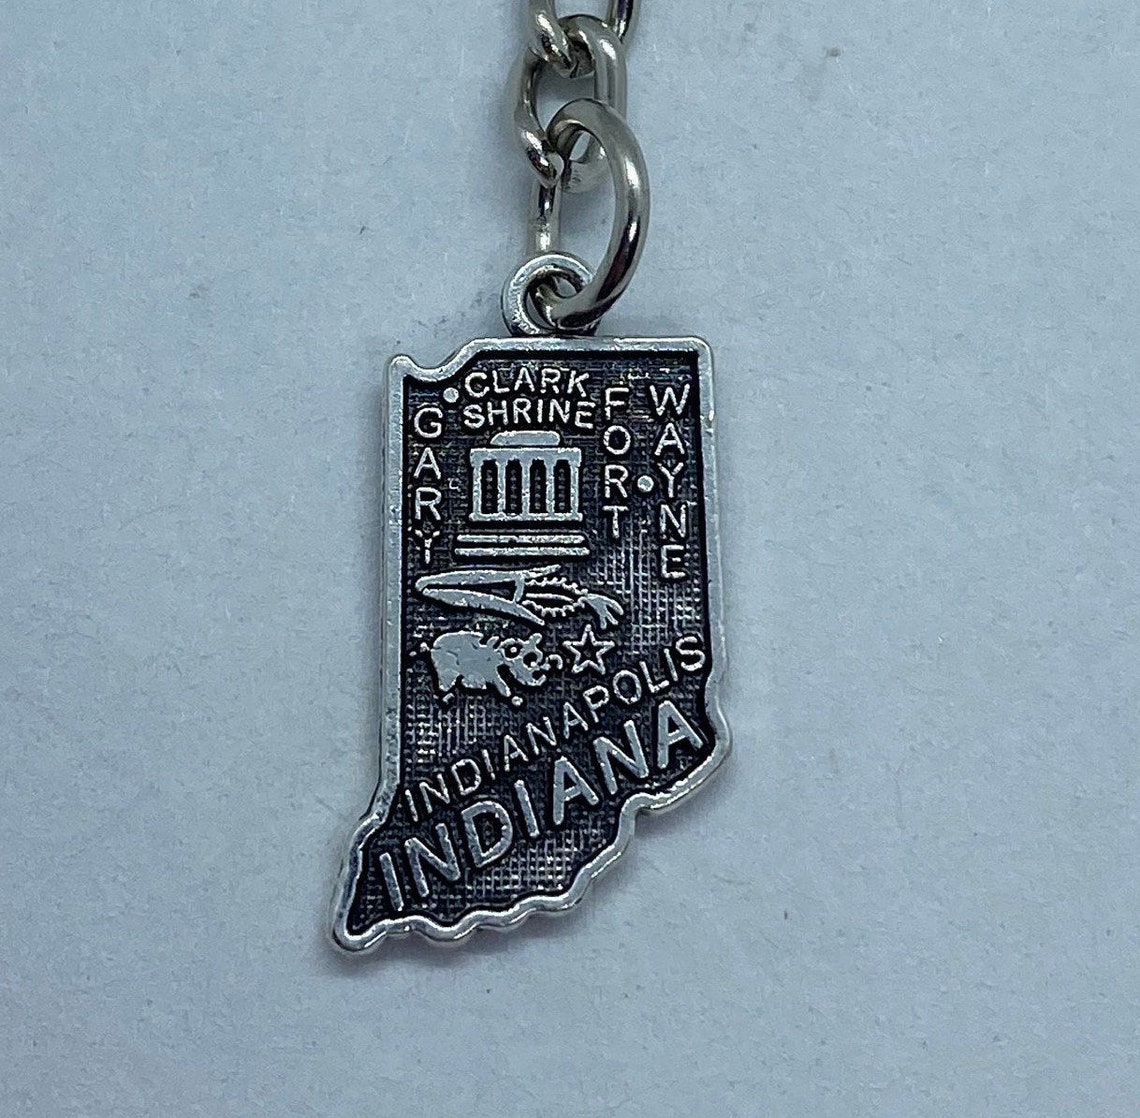 GARY
CLARK
SHRINE
FORT
WAYNE
INDIANAPOLIS
INDIANA